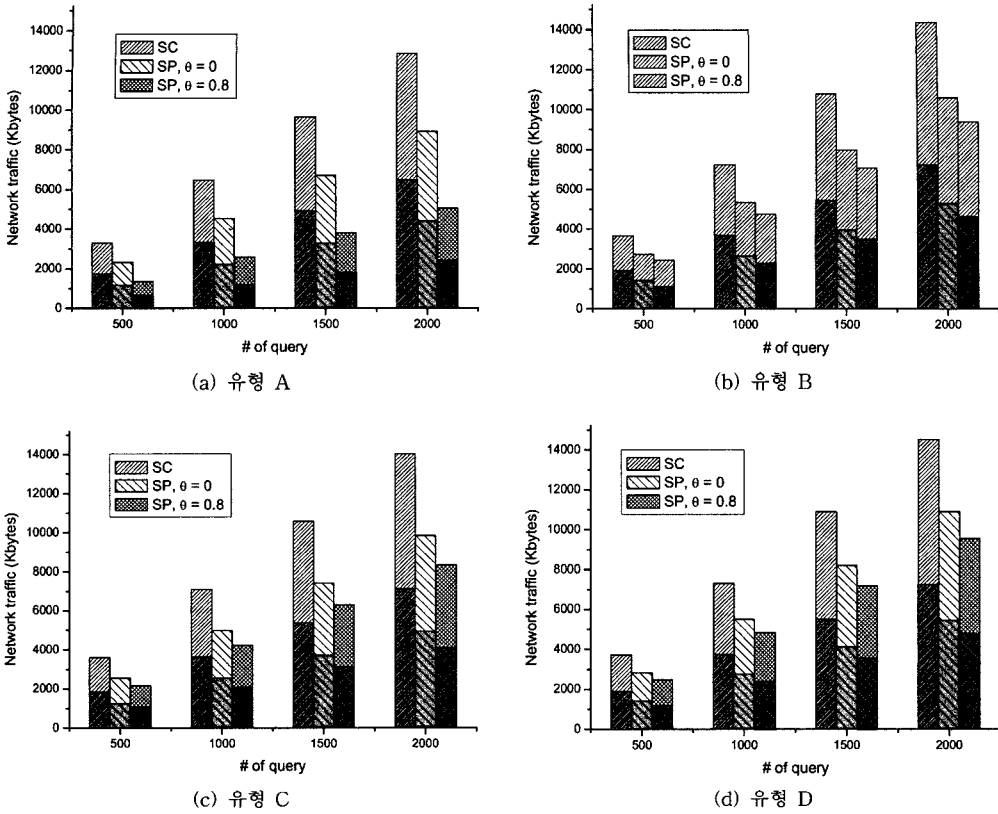 14000
12000
10000
8000
6000
4000
2000
0
Network traffic (Kbytes)
SC
SP, θ = 0
SP, θ = 0.8
500
1000
1500
2000
# of query
(a) 유형 A
14000
12000
10000
8000
6000
4000
2000
0
Network traffic (Kbytes)
SC
SP, θ = 0
SP, θ = 0.8
500
1000
1500
2000
# of query
(b) 유형 B
14000
12000
10000
8000
6000
4000
2000
0
Network traffic (Kbytes)
SC
SP, θ = 0
SP, θ = 0.8
500
1000
1500
2000
# of query
(c) 유형 C
14000
12000
10000
8000
6000
4000
2000
0
Network traffic (Kbytes)
SC
SP, θ = 0
SP, θ = 0.8
500
1000
1500
2000
# of query
(d) 유형 D